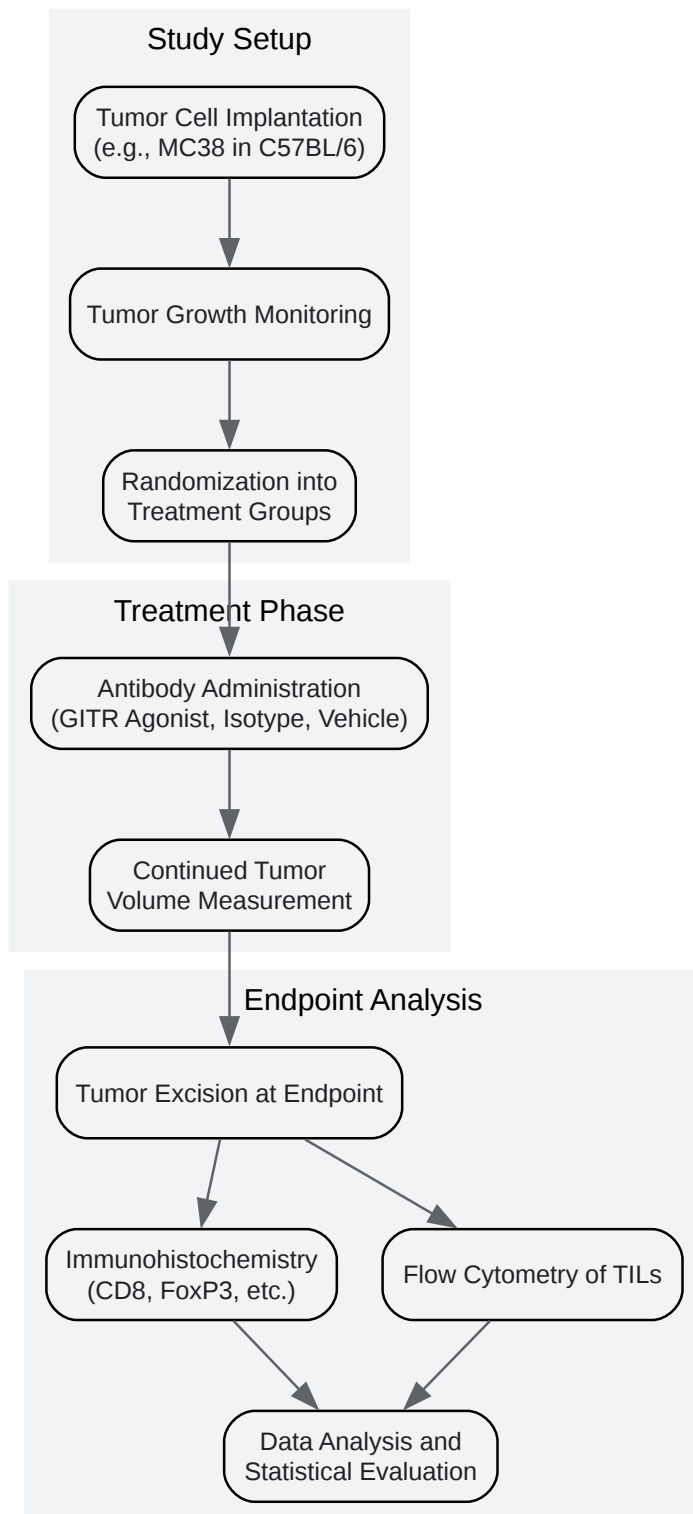 Study Setup
Tumor Cell Implantation
(e.g., MC38 in C57BL/6)
Tumor Growth Monitoring
Randomization into
Treatment Groups
Treatment Phase
Antibody Administration
(GITR Agonist, Isotype, Vehicle)
Continued Tumor
Volume Measurement
Endpoint Analysis
Tumor Excision at Endpoint
Immunohistochemistry
(CD8, FoxP3, etc.)
Flow Cytometry of TILs
Data Analysis and
Statistical Evaluation